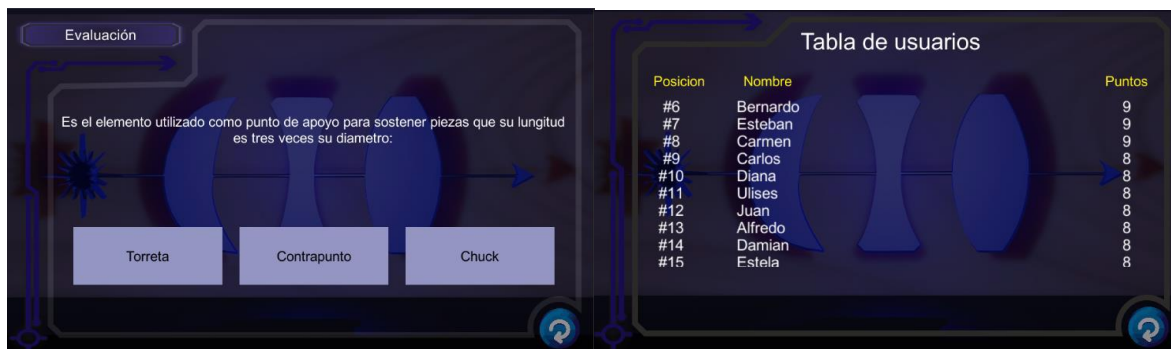 Evaluación
Es el elemento utilizado como punto de apoyo para sostener piezas que su lungitud
es tres veces su diametro:
Torreta
Contrapunto
Chuck
Tabla de usuarios
Posicion Nombre Puntos
#6 Bernardo 9
#7 Esteban 9
#8 Carmen 9
#9 Carlos 8
#10 Diana 8
#11 Ulises 8
#12 Juan 8
#13 Alfredo 8
#14 Damian 8
#15 Estela 8